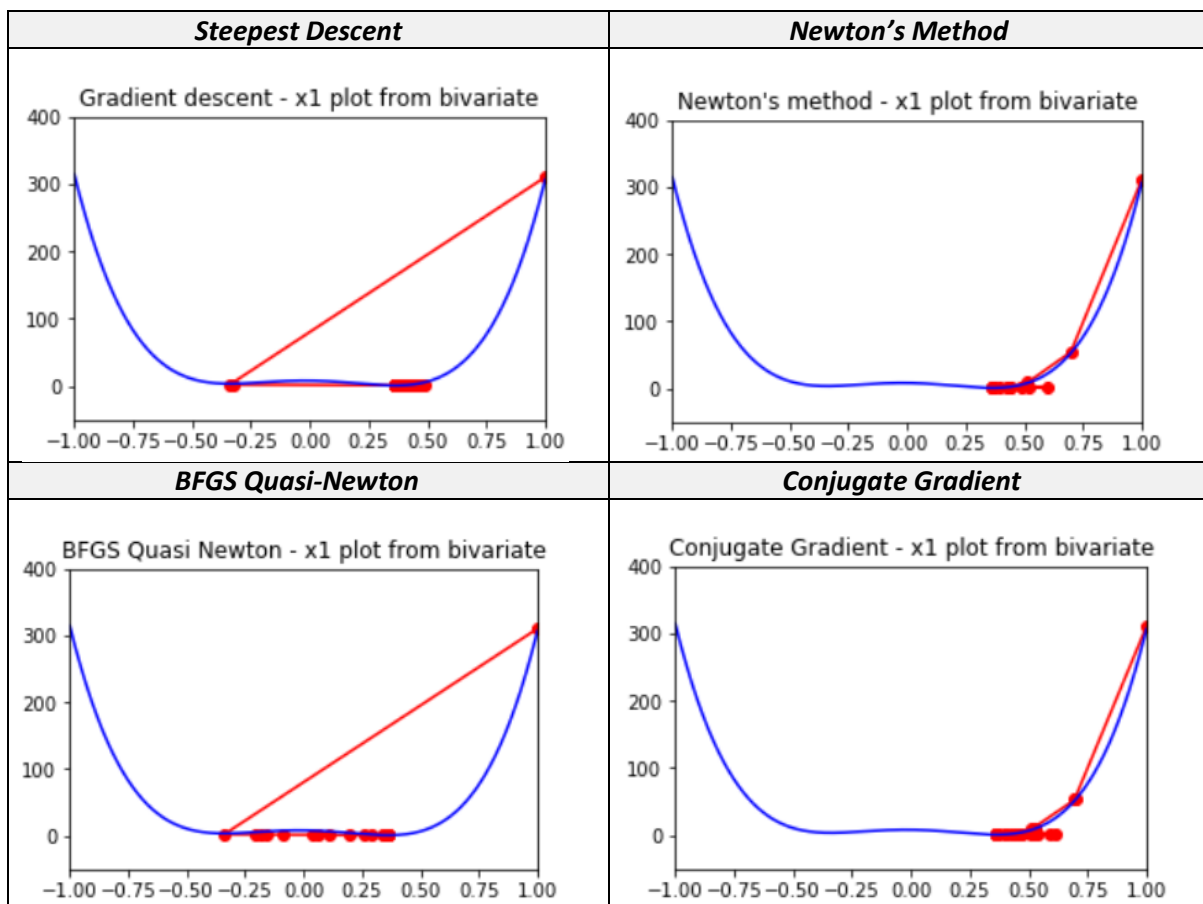 Steepest Descent
Newton’s Method
Gradient descent - x1 plot from bivariate
400
300
200
100
0
−1.00 −0.75 −0.50 −0.25 0.00 0.25 0.50 0.75 1.00
Newton's method - x1 plot from bivariate
400
300
200
100
0
−1.00 −0.75 −0.50 −0.25 0.00 0.25 0.50 0.75 1.00
BFGS Quasi-Newton
Conjugate Gradient
BFGS Quasi Newton - x1 plot from bivariate
400
300
200
100
0
−1.00 −0.75 −0.50 −0.25 0.00 0.25 0.50 0.75 1.00
Conjugate Gradient - x1 plot from bivariate
400
300
200
100
0
−1.00 −0.75 −0.50 −0.25 0.00 0.25 0.50 0.75 1.00